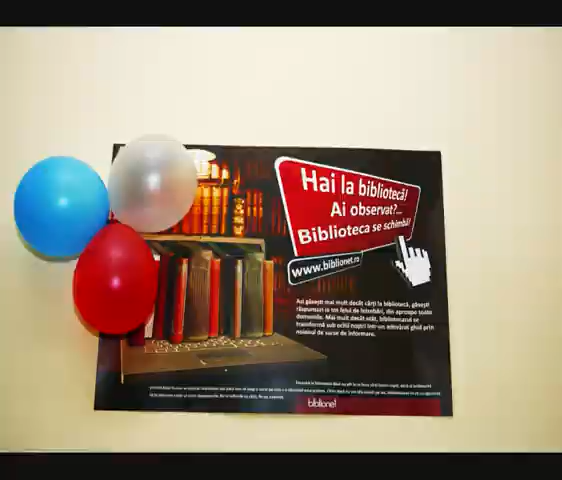 Hai la bibliotecă!
Ai observat?...
Biblioteca se schimbă!
www.biblionet.ro
Aici găsești mai mult decât cărți la bibliotecă, găsești
răspunsuri la tot felul de întrebări, din aproape toate
domeniile. Mai mult decât atât, bibliotecarul se
transformă sub ochii noștri într-un adevărat ghid prin
noianul de surse de informare.
biblionet